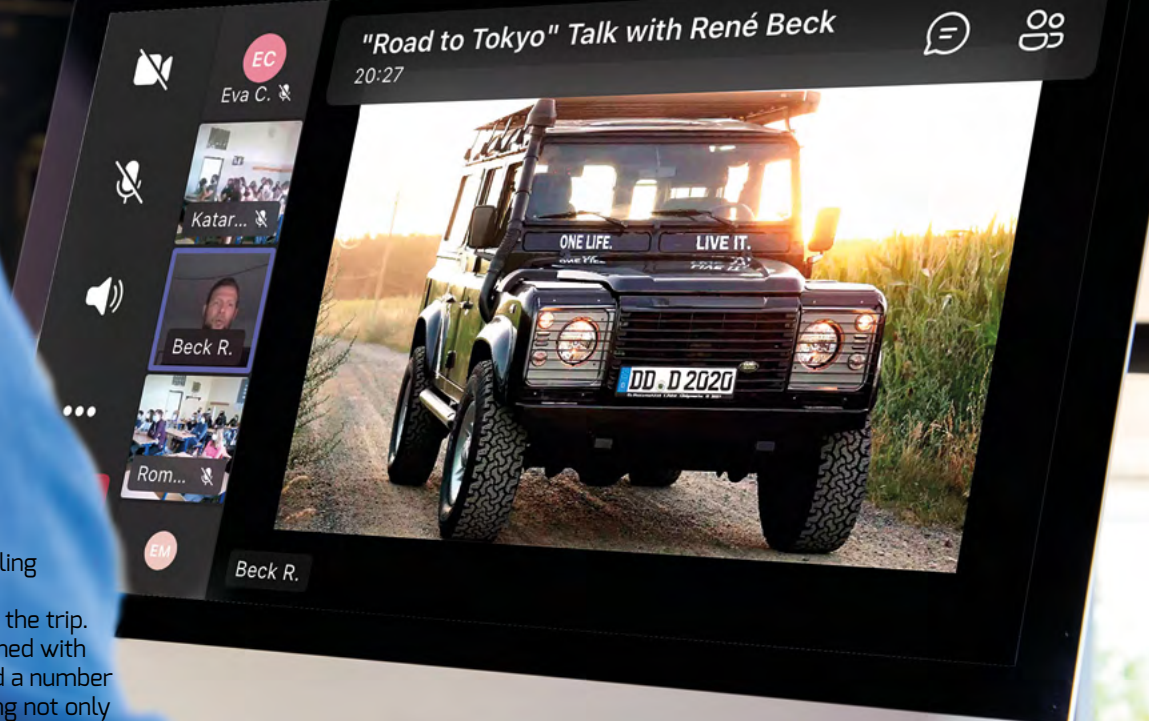 "Road to Tokyo" Talk with René Beck
20:27
EC
Eva C.
Katar...
Beck R.
Rom...
EM
Beck R.
ONE LIFE.
LIVE IT.
DD D 2020
ling
the trip.
ned with
d a number
ng not only